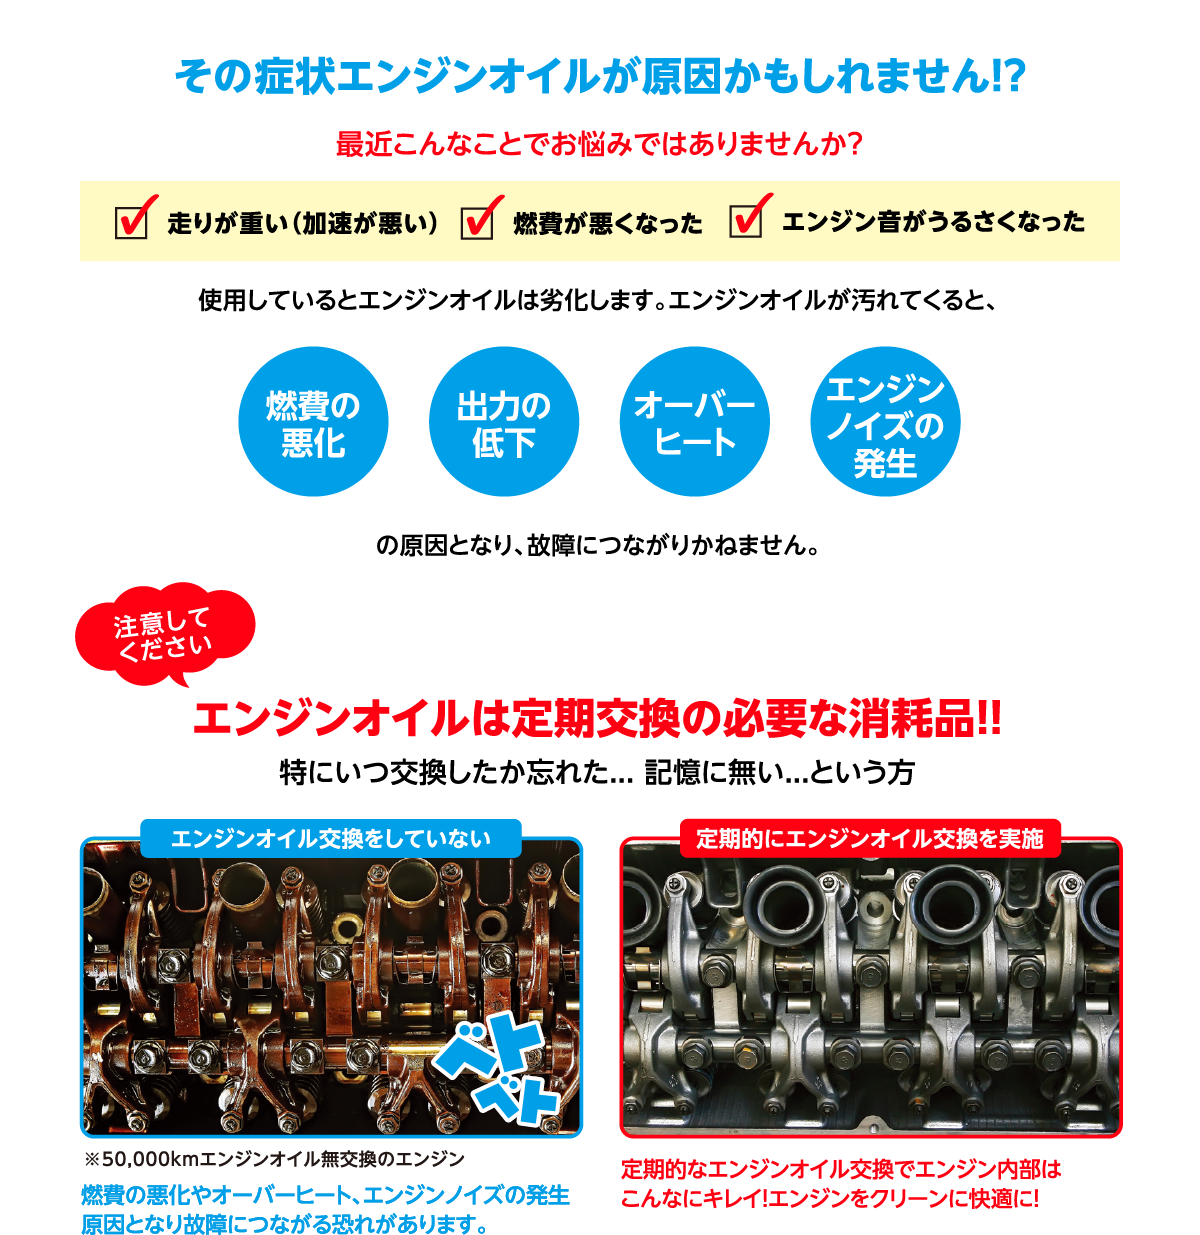 その症状エンジンオイルが原因かもしれません!?
最近こんなことでお悩みではありませんか?
走りが重い(加速が悪い)
燃費が悪くなった
エンジン音がうるさくなった
使用しているとエンジンオイルは劣化します。エンジンオイルが汚れてくると、
燃費の
悪化
出力の
低下
オーバー
ヒート
エンジン
ノイズの
発生
の原因となり、故障につながりかねません。
注意して
ください
エンジンオイルは定期交換の必要な消耗品!!
特にいつ交換したか忘れた... 記憶に無い...という方
エンジンオイル交換をしていない
ベト
ベト
※50,000kmエンジンオイル無交換のエンジン
燃費の悪化やオーバーヒート、エンジンノイズの発生
原因となり故障につながる恐れがあります。
定期的にエンジンオイル交換を実施
定期的なエンジンオイル交換でエンジン内部は
こんなにキレイ!エンジンをクリーンに快適に!